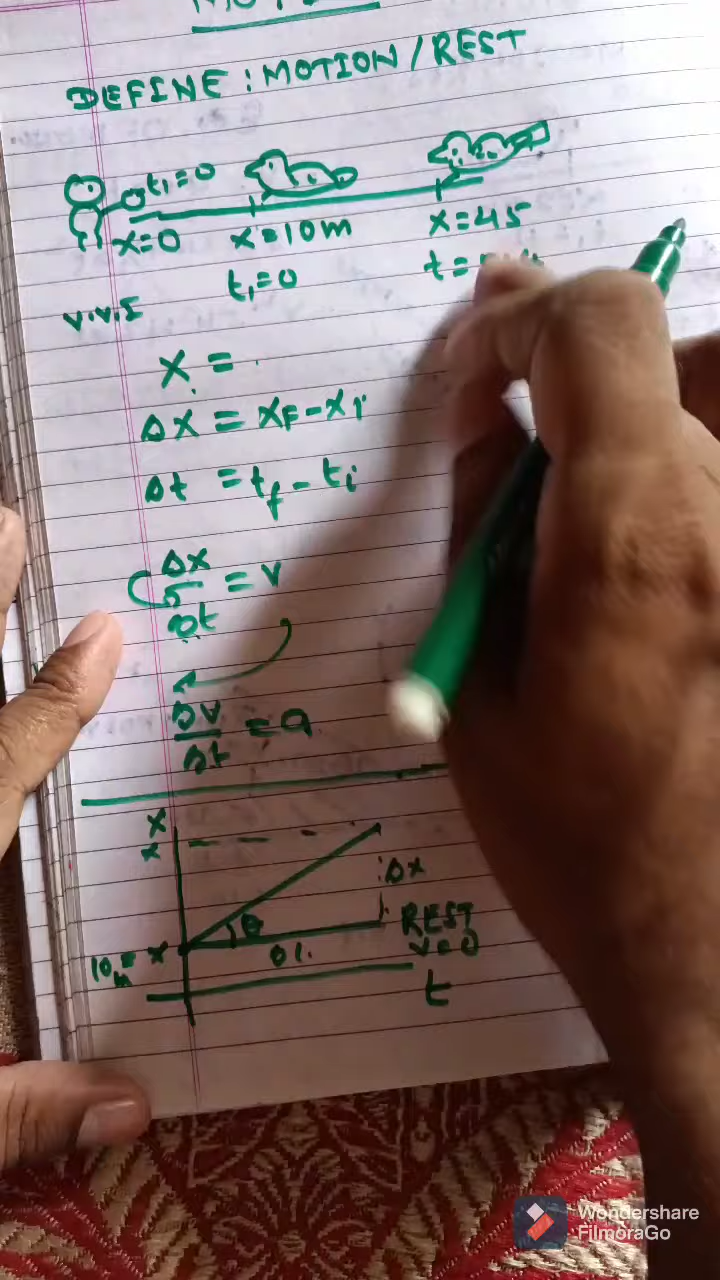 DEFINE : MOTION / REST
t₁=0
x=0 x=10m x=45
t₁=0 t=
V.V.S
x =
Δx = xF - xi
Δt = tf - ti
Δx/Δt = v
Δv/Δt = a
x
x
Δx
θ REST
10m = x Δt v=0
t
Wondershare
FilmoraGo